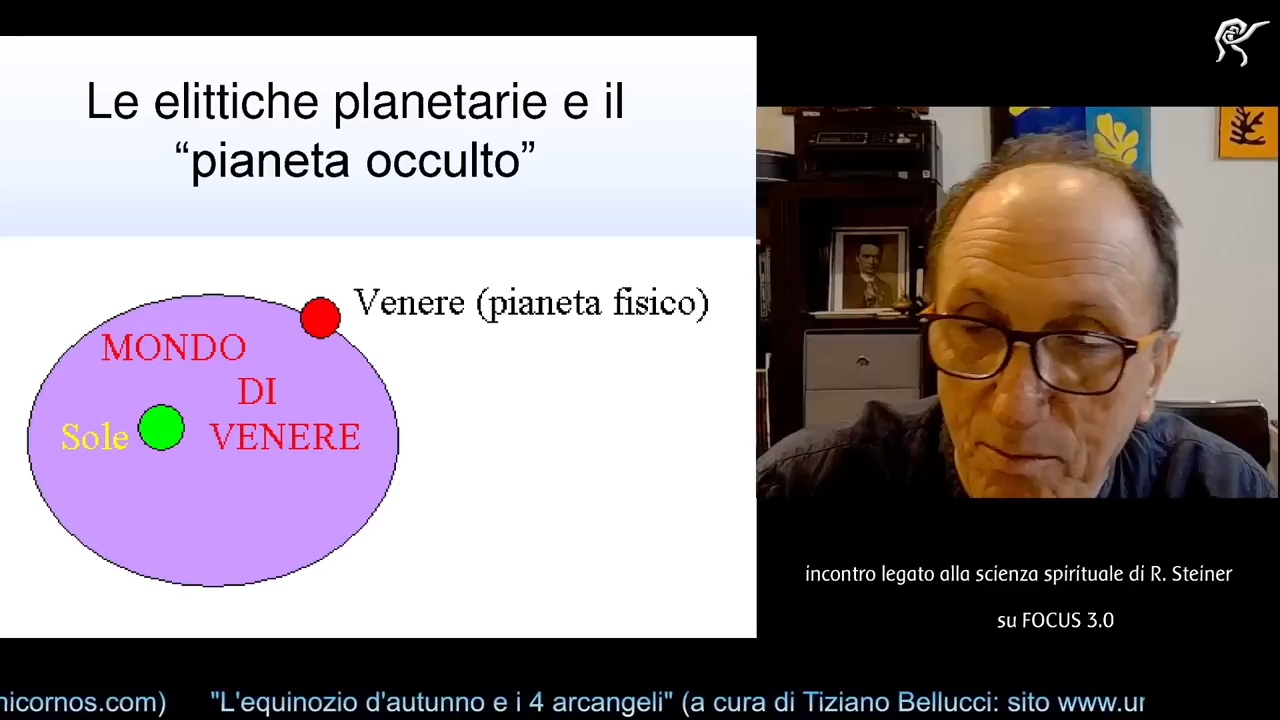 Le elittiche planetarie e il
“pianeta occulto”
Venere (pianeta fisico)
MONDO
DI
Sole
VENERE
EPSON
incontro legato alla scienza spirituale di R. Steiner
su FOCUS 3.0
nicornos.com) "L'equinozio d'autunno e i 4 arcangeli" (a cura di Tiziano Bellucci: sito www.ur